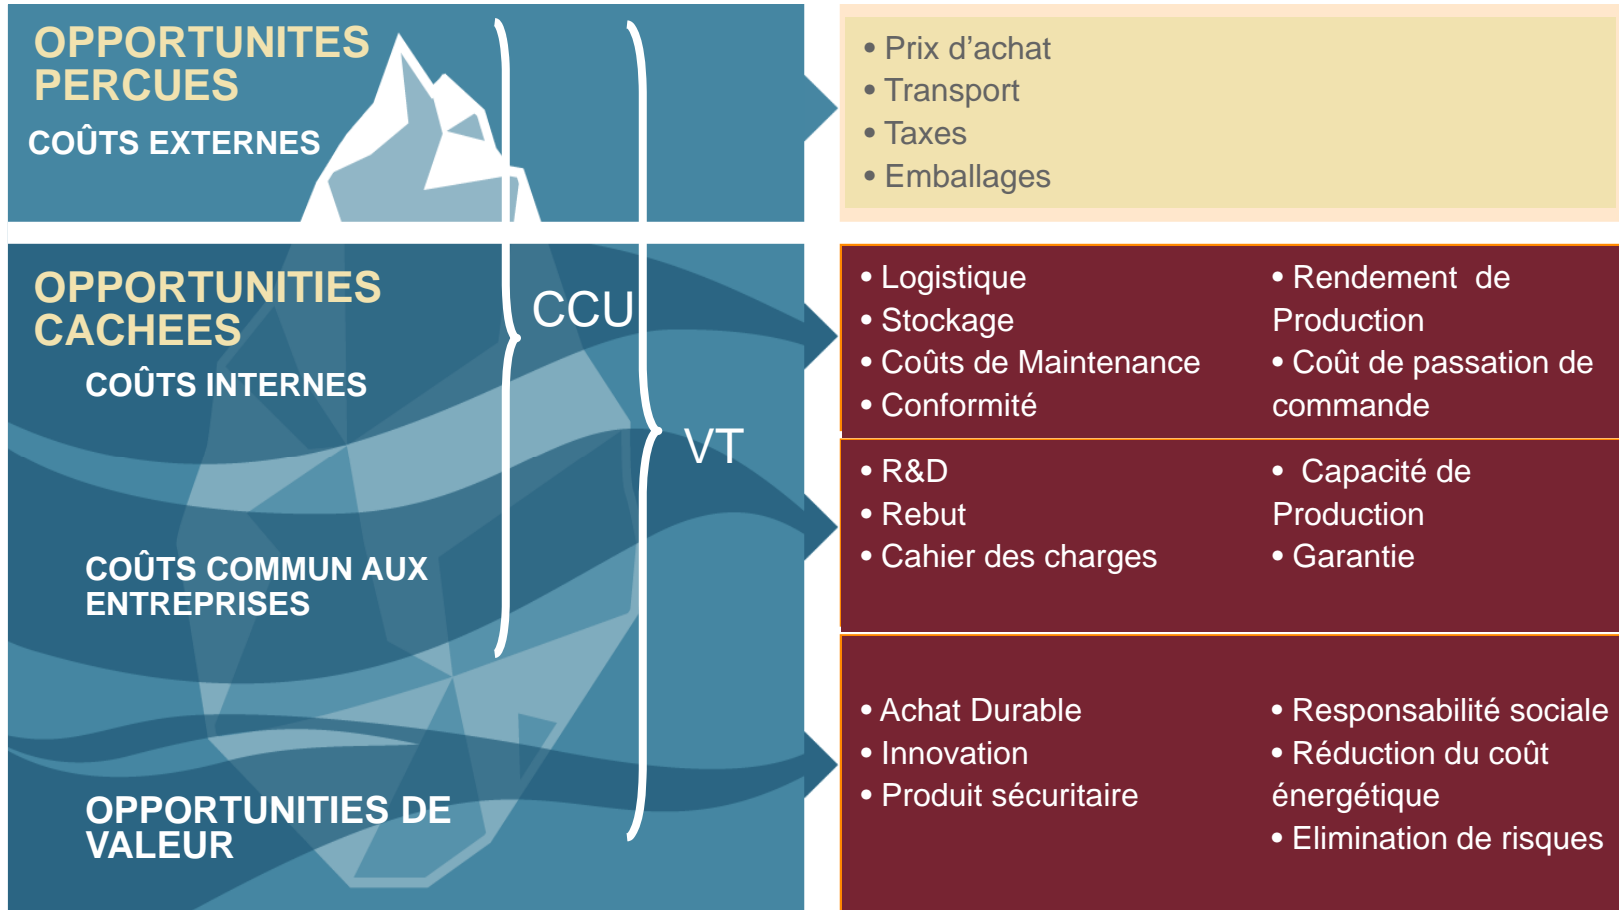 OPPORTUNITES
PERCUES
COÛTS EXTERNES
• Prix d’achat
• Transport
• Taxes
• Emballages
OPPORTUNITIES
CACHEES
COÛTS INTERNES
CCU
VT
• Logistique
• Stockage
• Coûts de Maintenance
• Conformité
• Rendement de
Production
• Coût de passation de
commande
COÛTS COMMUN AUX
ENTREPRISES
• R&D
• Rebut
• Cahier des charges
• Capacité de
Production
• Garantie
OPPORTUNITIES DE
VALEUR
• Achat Durable
• Innovation
• Produit sécuritaire
• Responsabilité sociale
• Réduction du coût
énergétique
• Elimination de risques